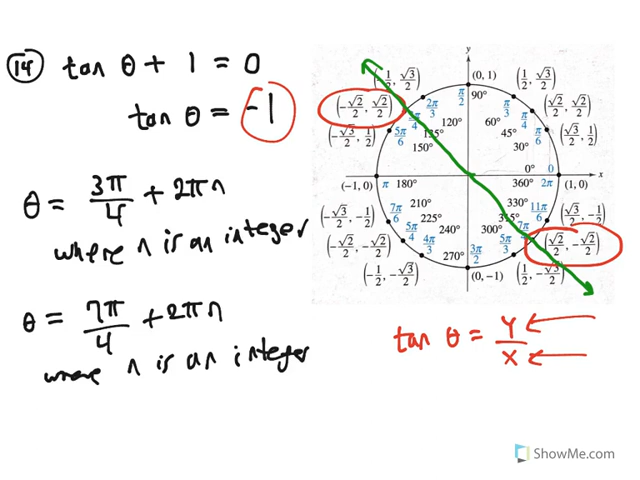 14 tan θ + 1 = 0
tan θ = -1
θ = 3π/4 + 2πn
where n is an integer
θ = 7π/4 + 2πn
where n is an integer
y
(0, 1)
(-1/2, √3/2)
(1/2, √3/2)
(-√2/2, √2/2)
(√2/2, √2/2)
(-√3/2, 1/2)
(√3/2, 1/2)
π/2
90°
2π/3
120°
π/3
60°
3π/4
135°
π/4
45°
5π/6
150°
π/6
30°
(-1, 0)
π 180°
0° 0
360° 2π
(1, 0)
x
7π/6
210°
330°
11π/6
225°
315°
7π/4
4π/3
240°
300°
5π/3
270°
3π/2
(-√3/2, -1/2)
(√3/2, -1/2)
(-√2/2, -√2/2)
(√2/2, -√2/2)
(-1/2, -√3/2)
(1/2, -√3/2)
(0, -1)
tan θ = y/x
ShowMe.com